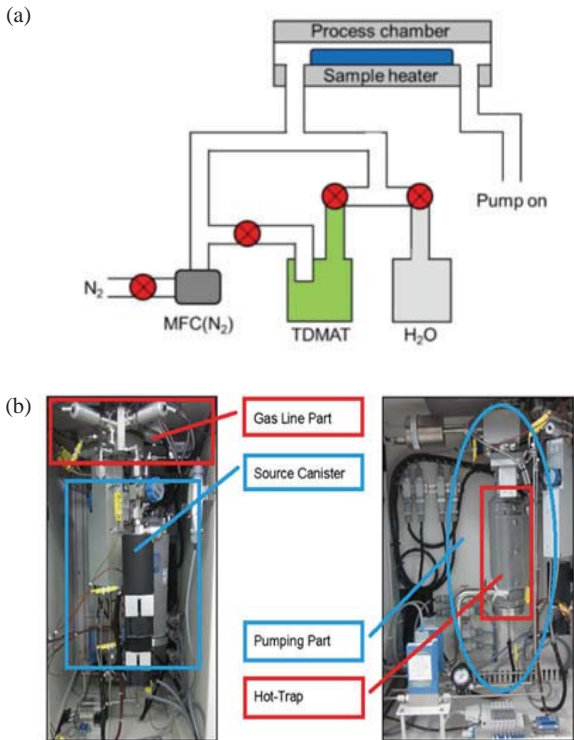 (a)
Process chamber
Sample heater
Pump on
N₂
MFC(N₂)
TDMAT
H₂O
(b)
Gas Line Part
Source Canister
Pumping Part
Hot-Trap